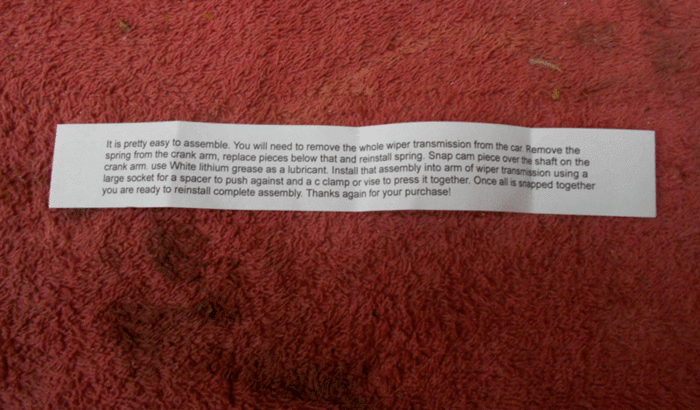 It is pretty easy to assemble. You will need to remove the whole wiper transmission from the car. Remove the
spring from the crank arm, replace pieces below that and reinstall spring. Snap cam piece over the shaft on the
crank arm. use White lithium grease as a lubricant. Install that assembly into arm of wiper transmission using a
large socket for a spacer to push against and a c clamp or vise to press it together. Once all is snapped together
you are ready to reinstall complete assembly. Thanks again for your purchase!